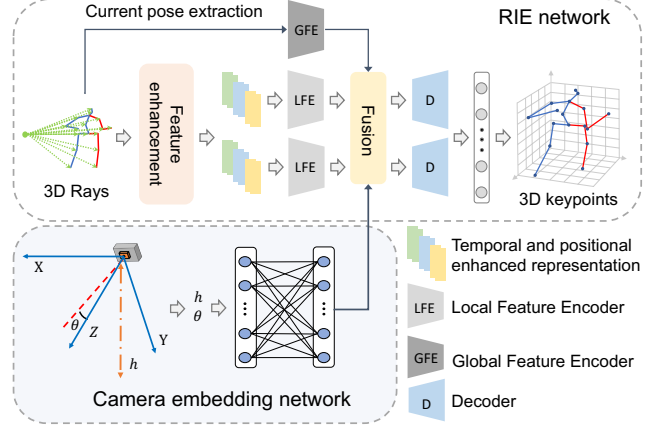 Current pose extraction
RIE network
GFE
Feature
enhancement
LFE
LFE
Fusion
D
D
3D Rays
3D keypoints
X
θ
Z
Y
h
h
θ
Camera embedding network
Temporal and positional
enhanced representation
LFE
Local Feature Encoder
GFE
Global Feature Encoder
D
Decoder